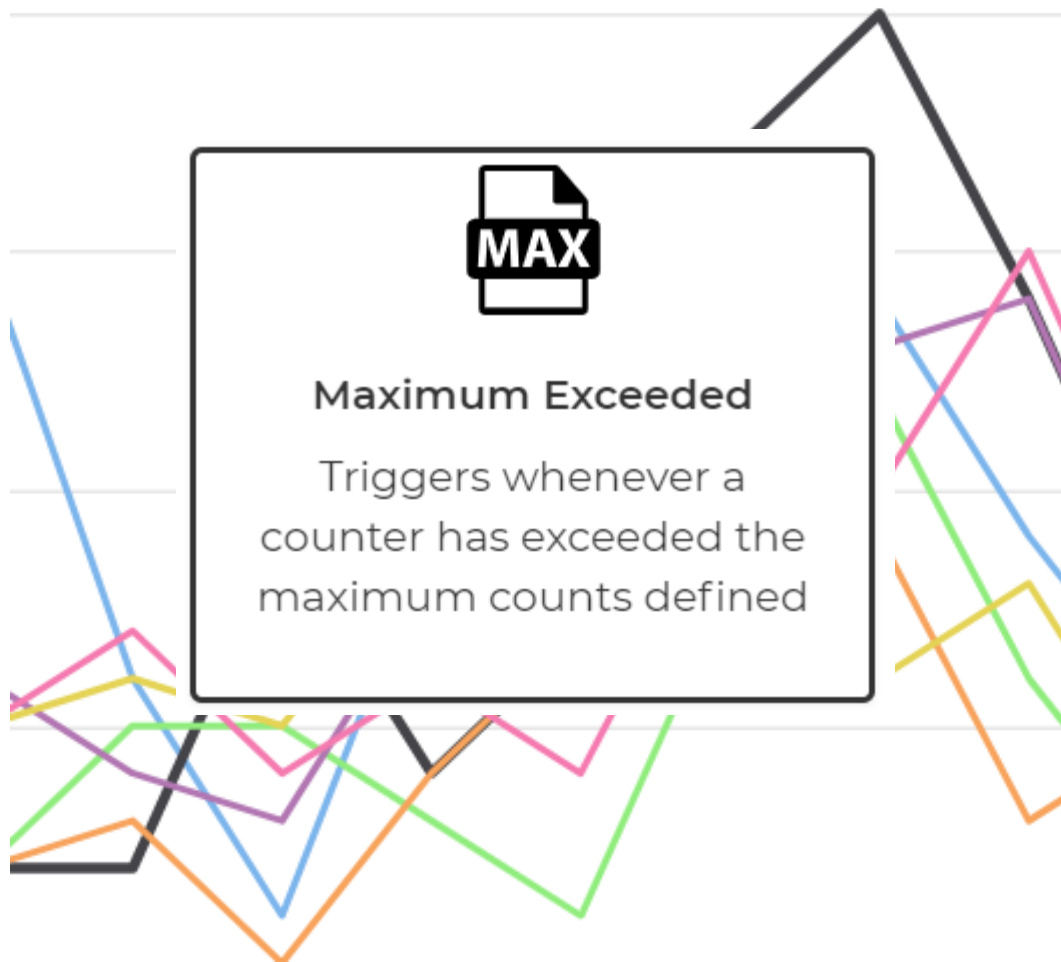 MAX
Maximum Exceeded
Triggers whenever a
counter has exceeded the
maximum counts defined